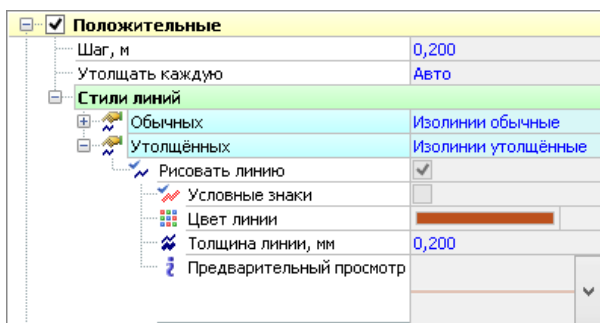 Положительные
Шаг, м 0,200
Утолщать каждую Авто
Стили линий
Обычных Изолинии обычные
Утолщённых Изолинии утолщённые
Рисовать линию
Условные знаки
Цвет линии
Толщина линии, мм 0,200
Предварительный просмотр